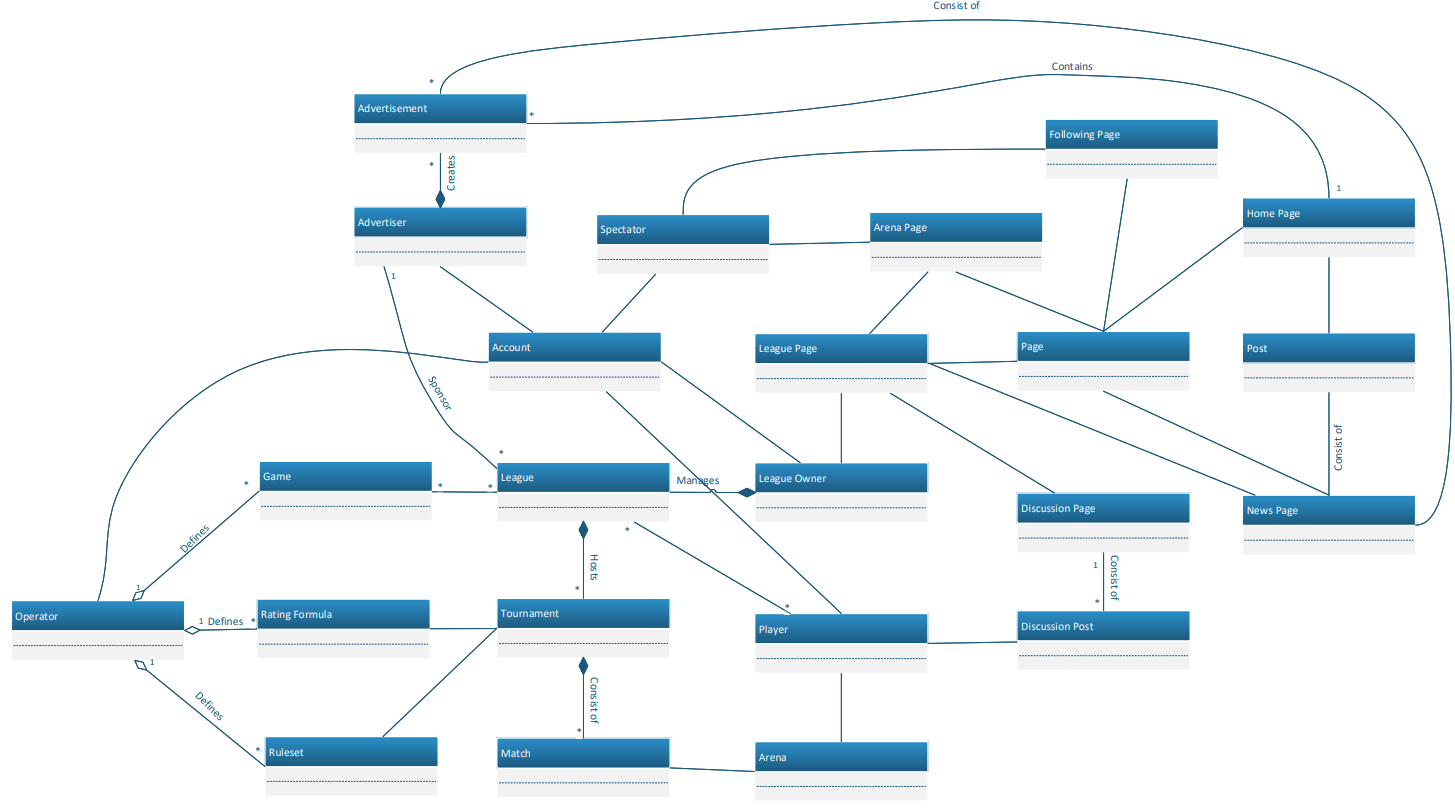 Consist of
Contains
*
Advertisement
*
Following Page
*
Creates
1
Home Page
Advertiser
Spectator
Arena Page
1
Account
League Page
Page
Post
Sponsor
Consist of
*
Game
*
*
*
League
Manages
League Owner
Discussion Page
News Page
*
Defines
Hosts
1
Consist of
1
*
*
*
Operator
1
Defines
*
Rating Formula
Tournament
Player
Discussion Post
1
Consist of
Defines
*
*
Ruleset
Match
Arena